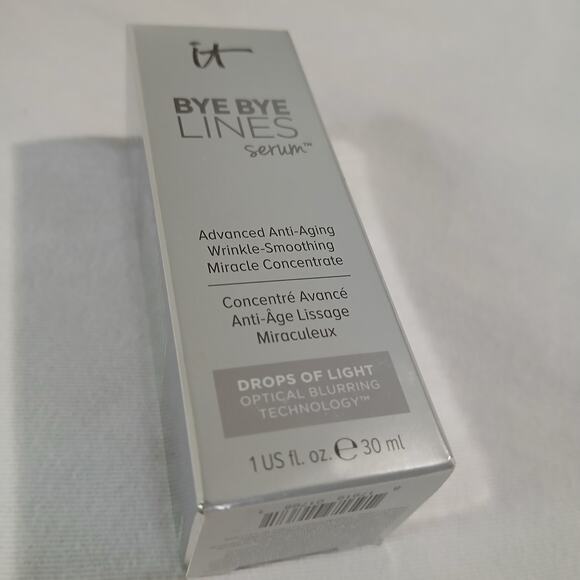 it
BYE BYE
LINES
serum™
Advanced Anti-Aging
Wrinkle-Smoothing
Miracle Concentrate
Concentré Avancé
Anti-Âge Lissage
Miraculeux
DROPS OF LIGHT
OPTICAL BLURRING
TECHNOLOGY™
1 US fl. oz. ℮ 30 ml